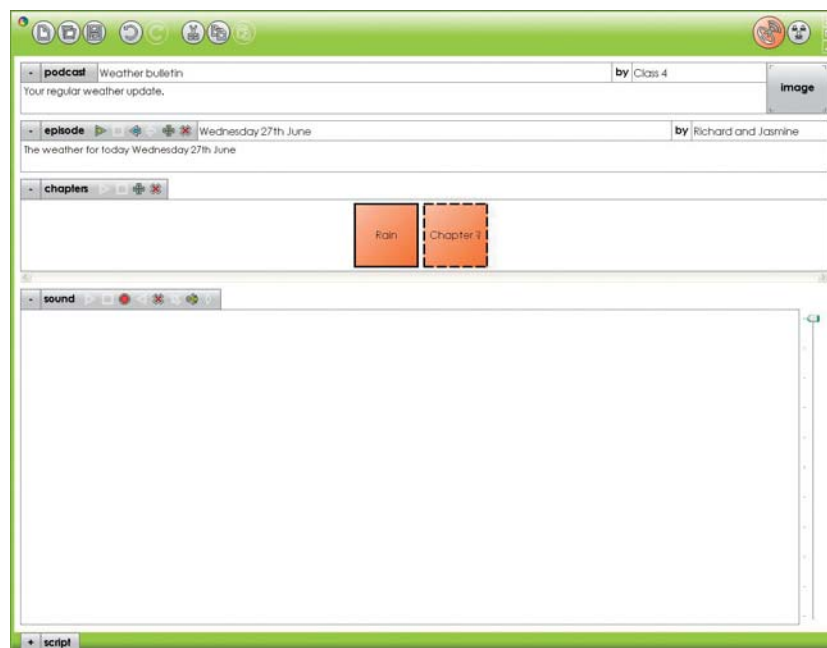 - podcast Weather bulletin by Class 4
Your regular weather update.
image
- episode Wednesday 27th June by Richard and Jasmine
The weather for today Wednesday 27th June
- chapters
Rain Chapter ?
- sound
+ script